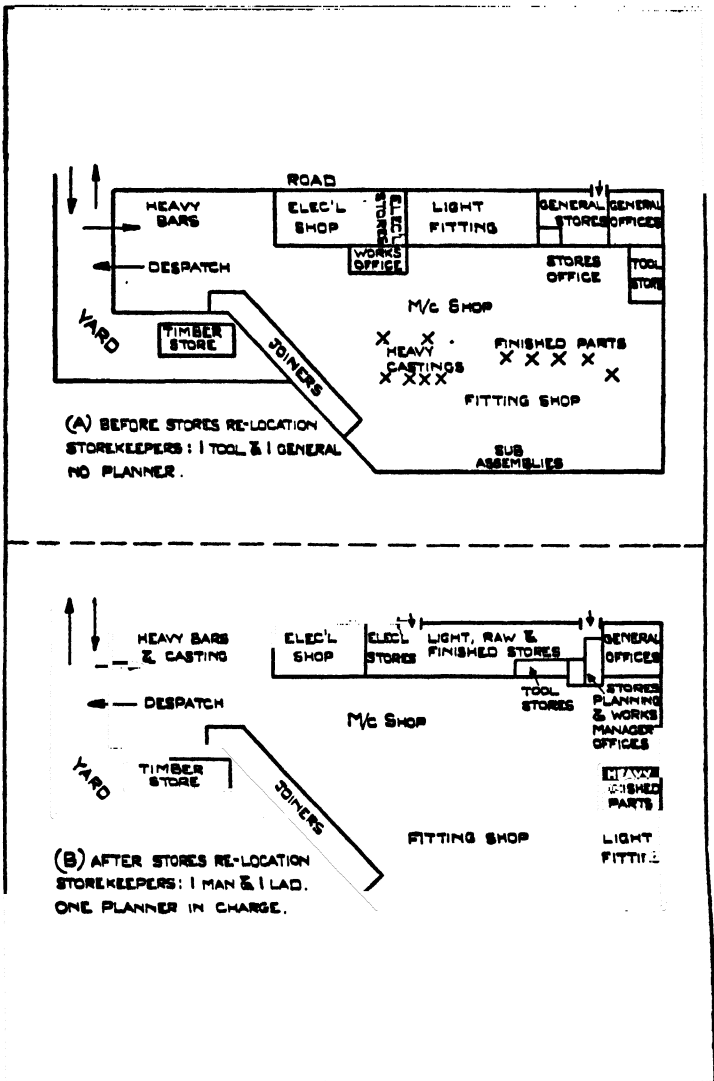 ROAD
HEAVY
BARS
ELEC'L
SHOP
ELEC'L
STORES
LIGHT
FITTING
GENERAL
STORES
GENERAL
OFFICES
WORKS
OFFICE
DESPATCH
STORES
OFFICE
TOOL
STORE
YARD
TIMBER
STORE
JOINERS
M/C SHOP
HEAVY
CASTINGS
FINISHED PARTS
FITTING SHOP
SUB
ASSEMBLIES
(A) BEFORE STORES RE-LOCATION
STOREKEEPERS: 1 TOOL & 1 GENERAL
NO PLANNER.
HEAVY BARS
& CASTING
ELEC'L
SHOP
ELECL
STORES
LIGHT, RAW &
FINISHED STORES
GENERAL
OFFICES
DESPATCH
TOOL
STORES
STORES
PLANNING
& WORKS
MANAGER
OFFICES
M/C SHOP
YARD
TIMBER
STORE
JOINERS
HEAVY
FINISHED
PARTS
FITTING SHOP
LIGHT
(B) AFTER STORES RE-LOCATION
STOREKEEPERS: 1 MAN & 1 LAD.
ONE PLANNER IN CHARGE.